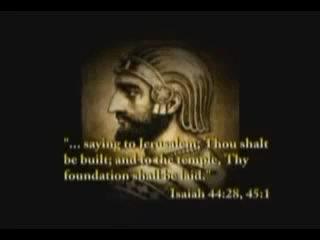 "... saying to Jerusalem; Thou shalt
be built; and to the temple, Thy
foundation shall be laid."
Isaiah 44:28, 45:1